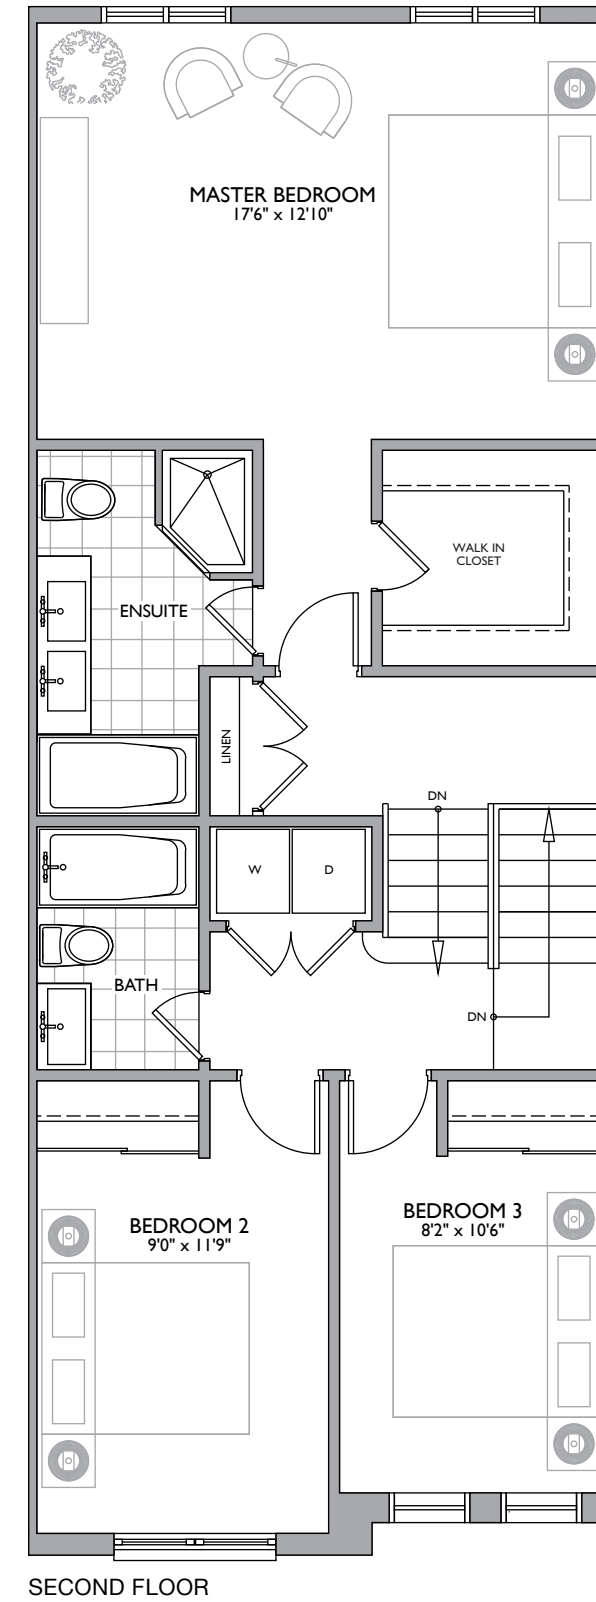 MASTER BEDROOM
17'6" x 12'10"
WALK IN
CLOSET
ENSUITE
LINEN
DN
W
D
BATH
DN
BEDROOM 2
9'0" x 11'9"
BEDROOM 3
8'2" x 10'6"
SECOND FLOOR